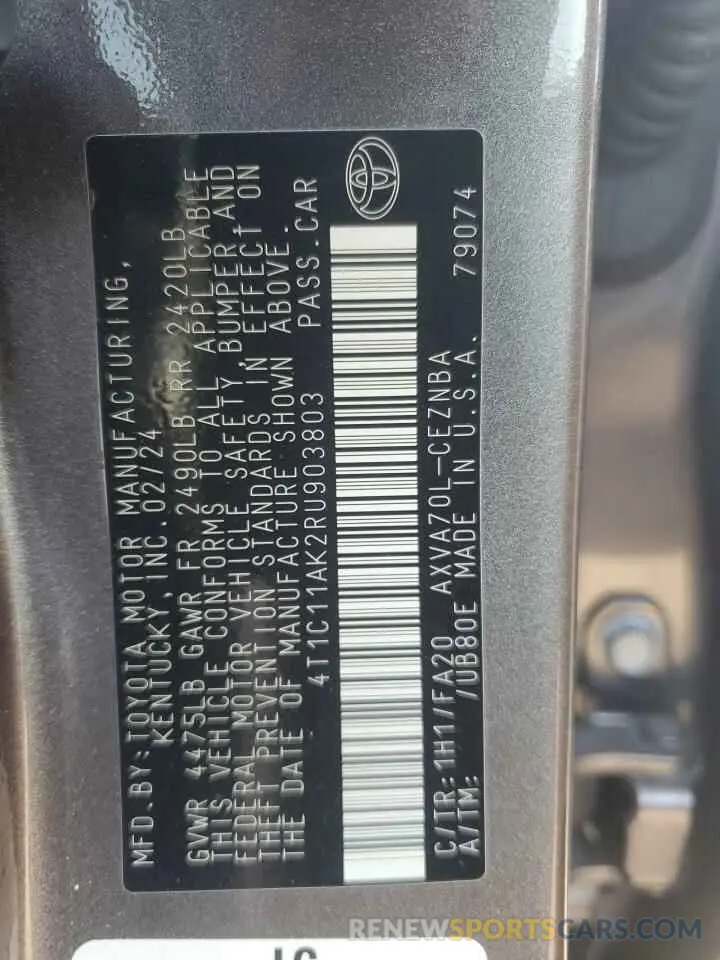 MFD.BY:TOYOTA MOTOR MANUFACTURING,
KENTUCKY, INC.02/24
GVWR 4475LB GAWR FR 2490LB RR 2420LB
THIS VEHICLE CONFORMS TO ALL APPLICABLE
FEDERAL MOTOR VEHICLE SAFETY, BUMPER, AND
THEFT PREVENTION STANDARDS IN EFFECT ON
THE DATE OF MANUFACTURE SHOWN ABOVE.
4T1C11AK2RU903803 PASS.CAR
C/TR:1H1/FA20 AXVA70L-CEZNBA
A/TM: /UB80E MADE IN U.S.A. 79074
RENEWSPORTSCARS.COM